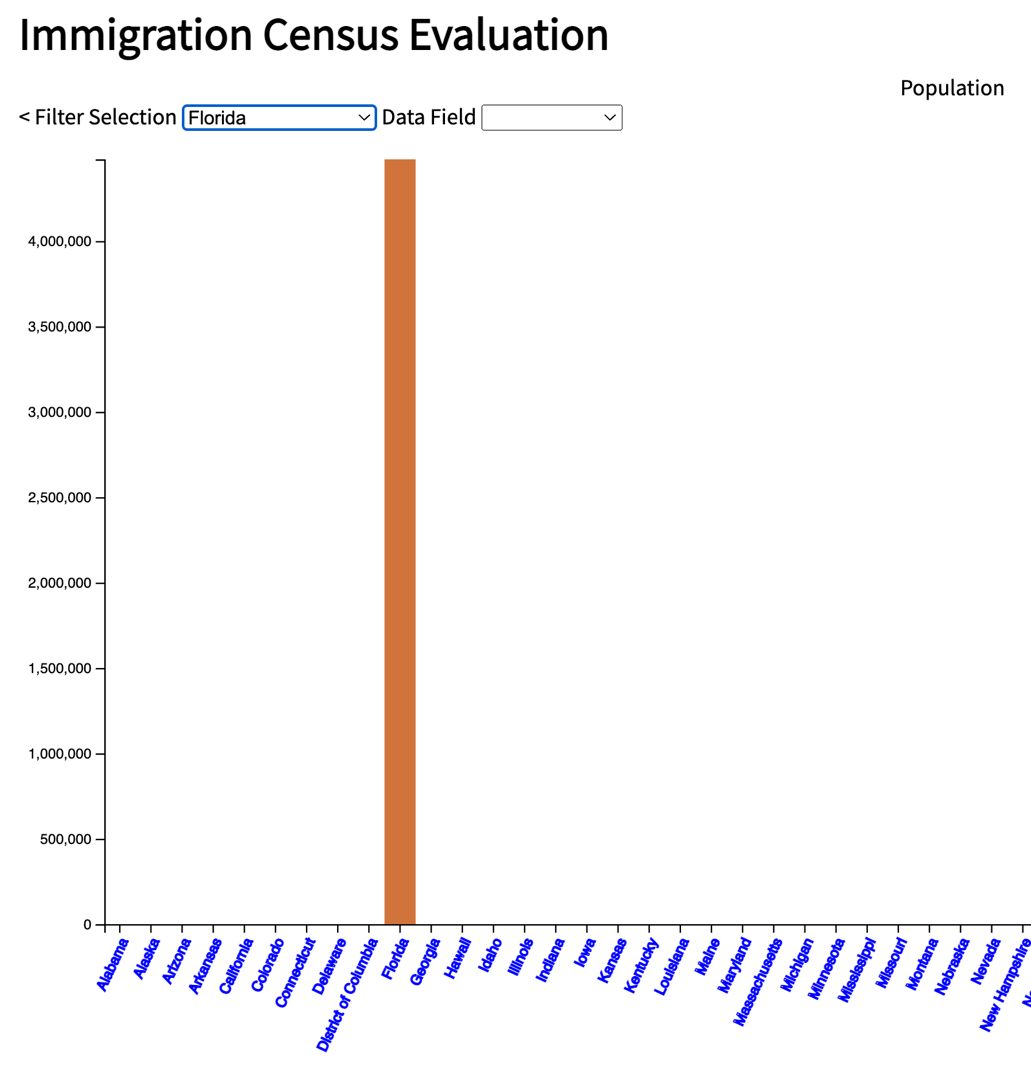 Immigration Census Evaluation
Population
< Filter Selection Florida Data Field
4,000,000
3,500,000
3,000,000
2,500,000
2,000,000
1,500,000
1,000,000
500,000
0
Alabama
Alaska
Arizona
Arkansas
California
Colorado
Connecticut
Delaware
District of Columbia
Florida
Georgia
Hawaii
Idaho
Illinois
Indiana
Iowa
Kansas
Kentucky
Louisiana
Maine
Maryland
Massachusetts
Michigan
Minnesota
Mississippi
Missouri
Montana
Nebraska
Nevada
New Hampshire